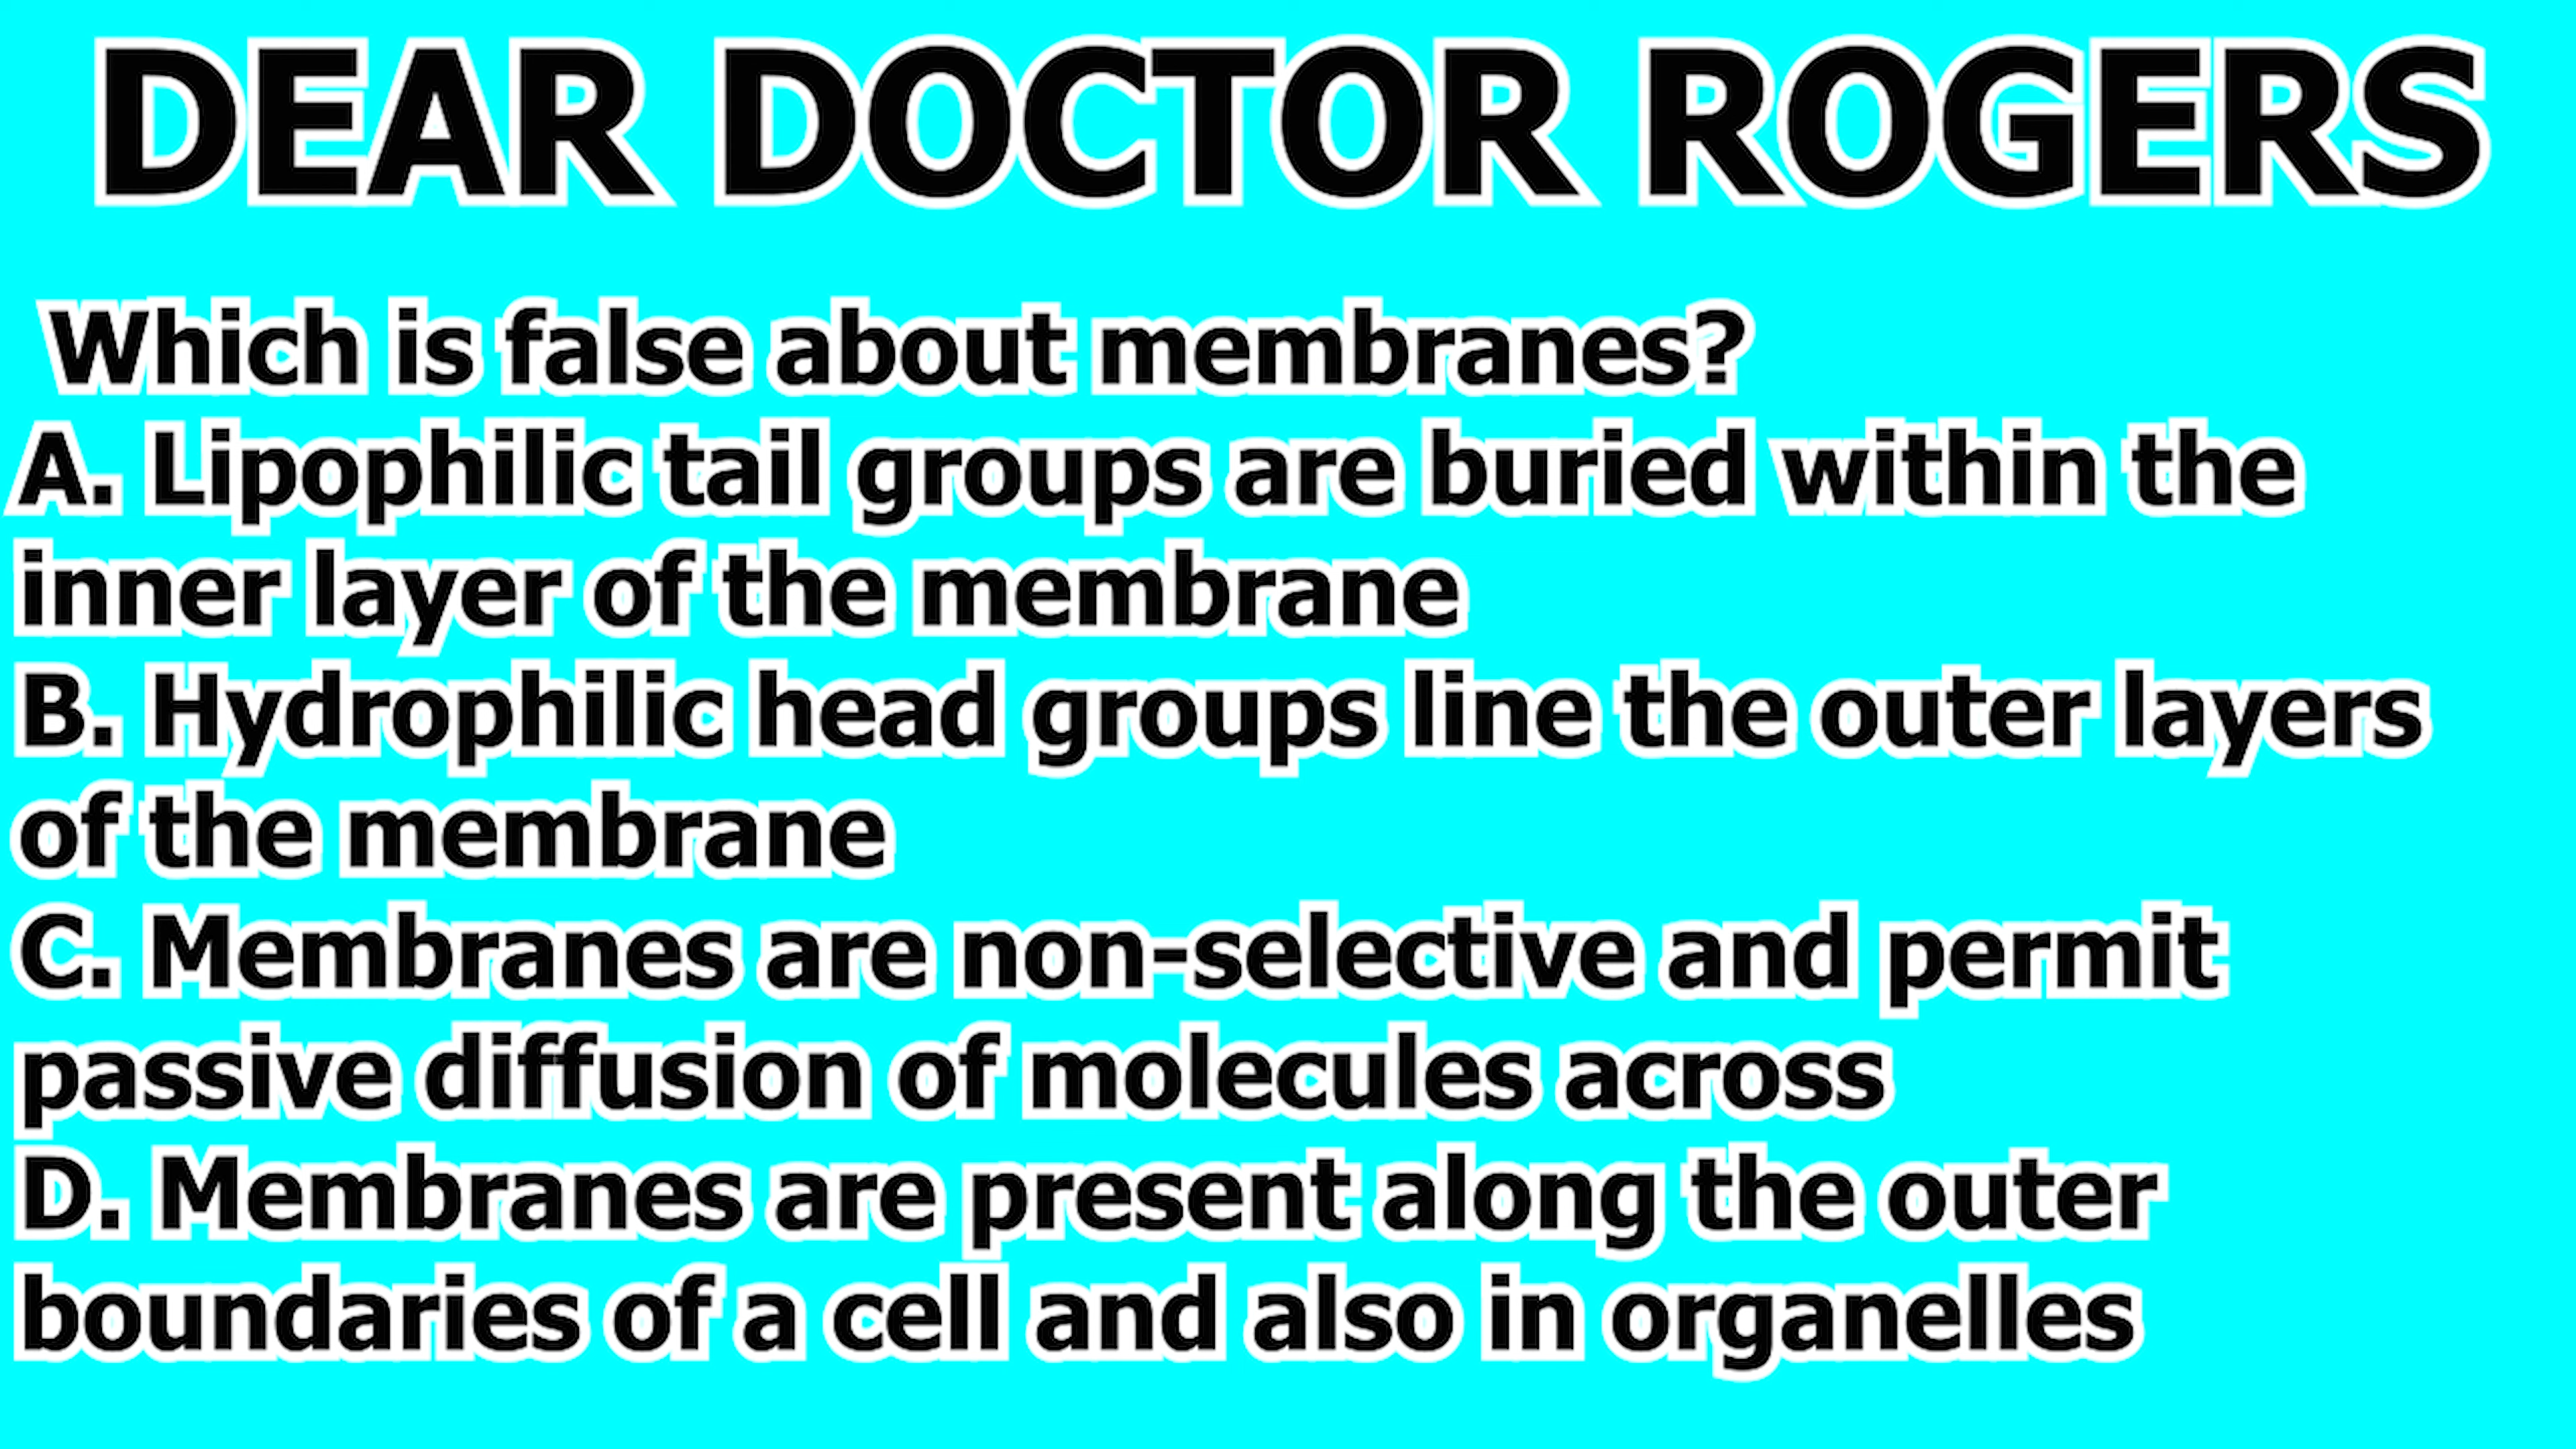 DEAR DOCTOR ROGERS
Which is false about membranes?
A. Lipophilic tail groups are buried within the
inner layer of the membrane
B. Hydrophilic head groups line the outer layers
of the membrane
C. Membranes are non-selective and permit
passive diffusion of molecules across
D. Membranes are present along the outer
boundaries of a cell and also in organelles